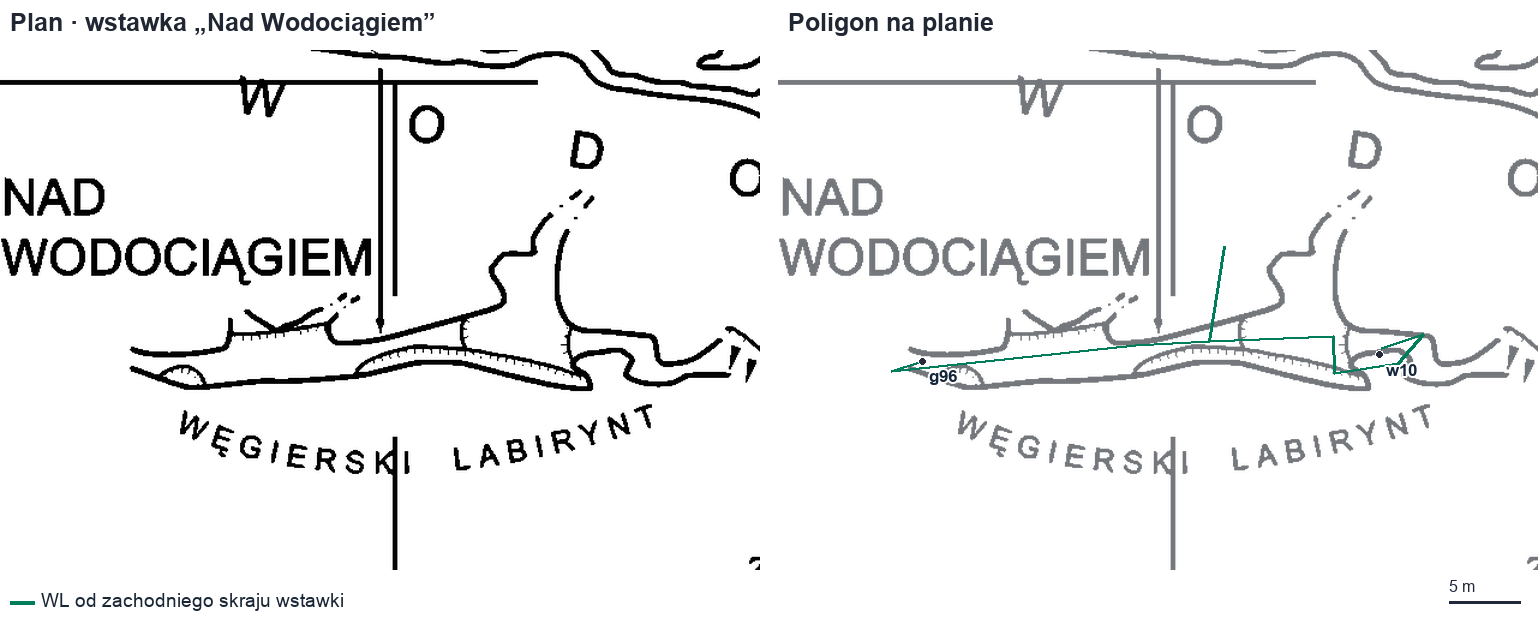 Plan · wstawka „Nad Wodociągiem”
Poligon na planie
W
O
D
O
NAD
WODOCIĄGIEM
WĘGIERSKI LABIRYNT
W
O
D
O
NAD
WODOCIĄGIEM
g96
w10
WĘGIERSKI LABIRYNT
WL od zachodniego skraju wstawki
5 m